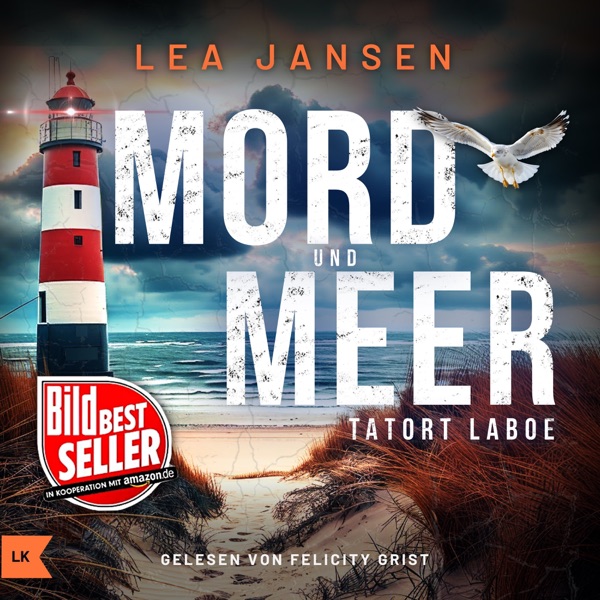 LEA JANSEN
MORD
UND
MEER
TATORT LABOE
Bild BEST
SELLER
IN KOOPERATION MIT amazon.de
LK
GELESEN VON FELICITY GRIST